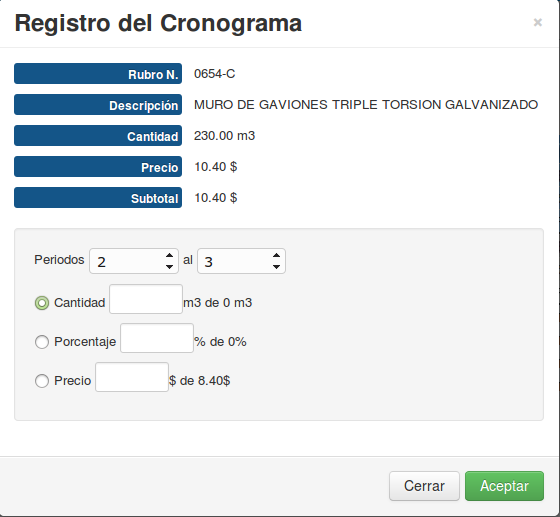 Registro del Cronograma ×
Rubro N. 0654-C
Descripción MURO DE GAVIONES TRIPLE TORSION GALVANIZADO
Cantidad 230.00 m3
Precio 10.40 $
Subtotal 10.40 $
Periodos 2 al 3
Cantidad m3 de 0 m3
Porcentaje % de 0%
Precio $ de 8.40$
Cerrar Aceptar